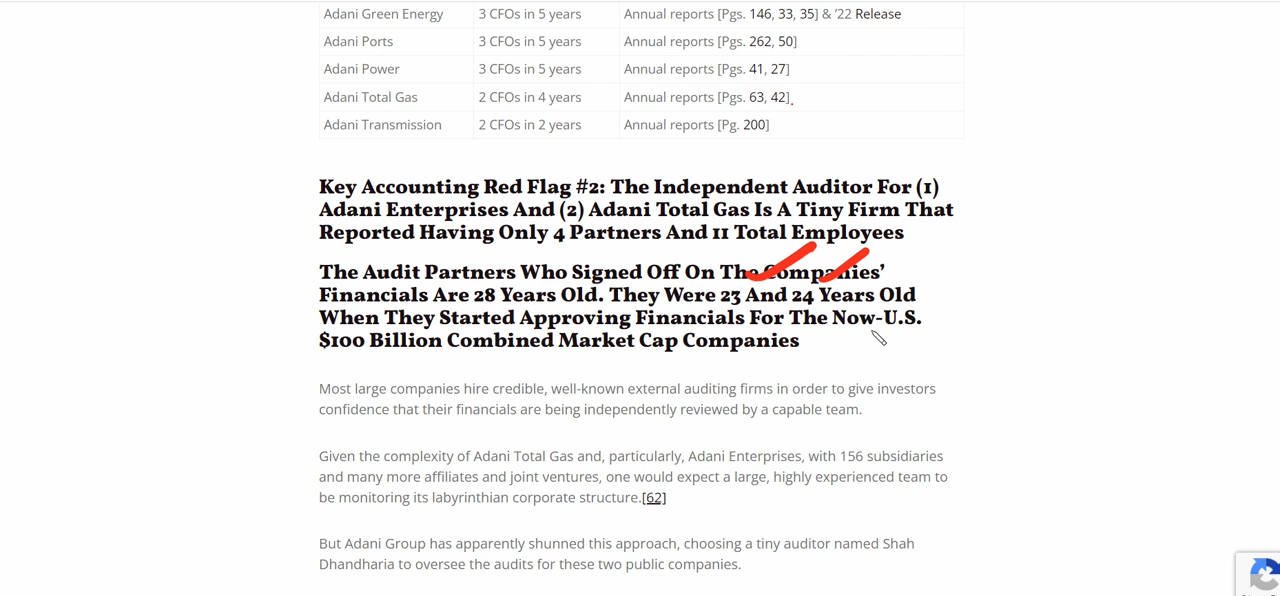 Adani Green Energy 3 CFOs in 5 years Annual reports [Pgs. 146, 33, 35] & ’22 Release
Adani Ports 3 CFOs in 5 years Annual reports [Pgs. 262, 50]
Adani Power 3 CFOs in 5 years Annual reports [Pgs. 41, 27]
Adani Total Gas 2 CFOs in 4 years Annual reports [Pgs. 63, 42].
Adani Transmission 2 CFOs in 2 years Annual reports [Pg. 200]
Key Accounting Red Flag #2: The Independent Auditor For (1)
Adani Enterprises And (2) Adani Total Gas Is A Tiny Firm That
Reported Having Only 4 Partners And 11 Total Employees
The Audit Partners Who Signed Off On The Companies’
Financials Are 28 Years Old. They Were 23 And 24 Years Old
When They Started Approving Financials For The Now-U.S.
$100 Billion Combined Market Cap Companies
Most large companies hire credible, well-known external auditing firms in order to give investors
confidence that their financials are being independently reviewed by a capable team.
Given the complexity of Adani Total Gas and, particularly, Adani Enterprises, with 156 subsidiaries
and many more affiliates and joint ventures, one would expect a large, highly experienced team to
be monitoring its labyrinthian corporate structure.[62]
But Adani Group has apparently shunned this approach, choosing a tiny auditor named Shah
Dhandharia to oversee the audits for these two public companies.